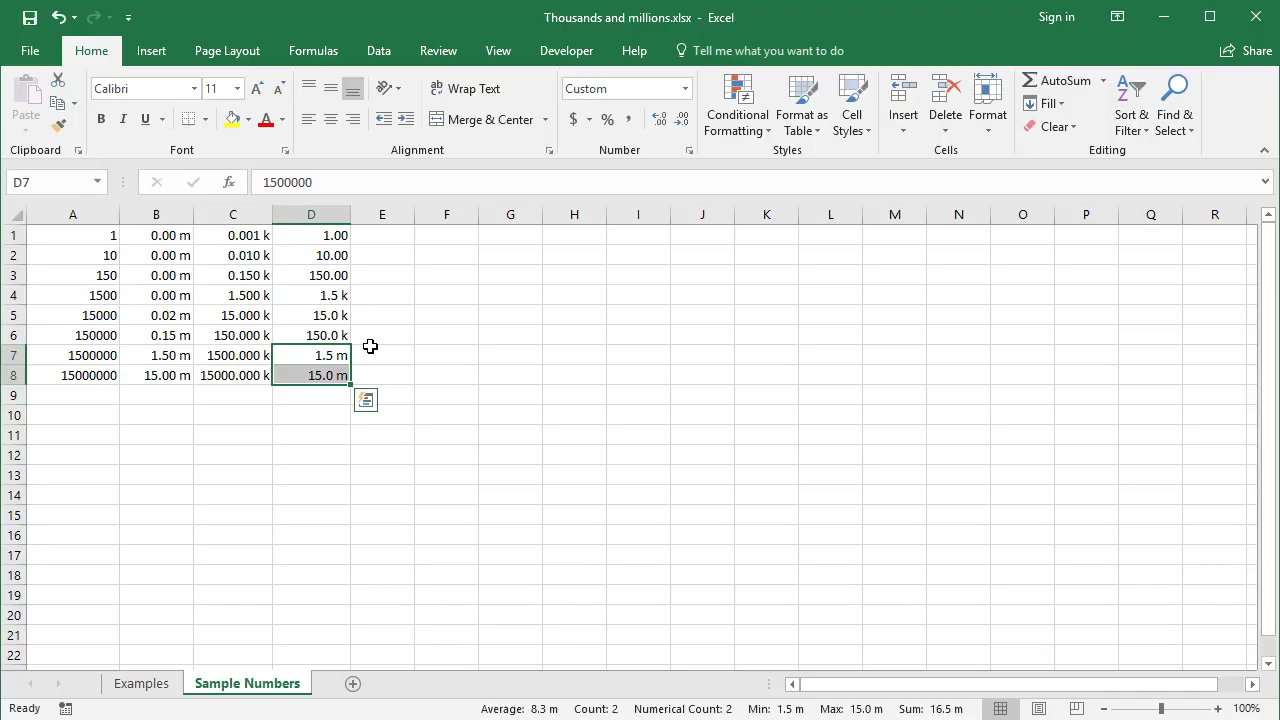 Thousands and millions.xlsx - Excel
Sign in
File Home Insert Page Layout Formulas Data Review View Developer Help Tell me what you want to do Share
Paste
Calibri 11
Wrap Text
Custom
Conditional Formatting
Format as Table
Cell Styles
Insert
Delete
Format
AutoSum
Fill
Clear
Sort & Filter
Find & Select
B I U A
Merge & Center
$ % ,
Clipboard Font Alignment Number Styles Cells Editing
D7 fx 1500000
A B C D E F G H I J K L M N O P Q R
1 1 0.00 m 0.001 k 1.00
2 10 0.00 m 0.010 k 10.00
3 150 0.00 m 0.150 k 150.00
4 1500 0.00 m 1.500 k 1.5 k
5 15000 0.02 m 15.000 k 15.0 k
6 150000 0.15 m 150.000 k 150.0 k
7 1500000 1.50 m 1500.000 k 1.5 m
8 15000000 15.00 m 15000.000 k 15.0 m
9
10
11
12
13
14
15
16
17
18
19
20
21
22
Examples Sample Numbers
Ready Average: 8.3 m Count: 2 Numerical Count: 2 Min: 1.5 m Max: 15.0 m Sum: 16.5 m 100%